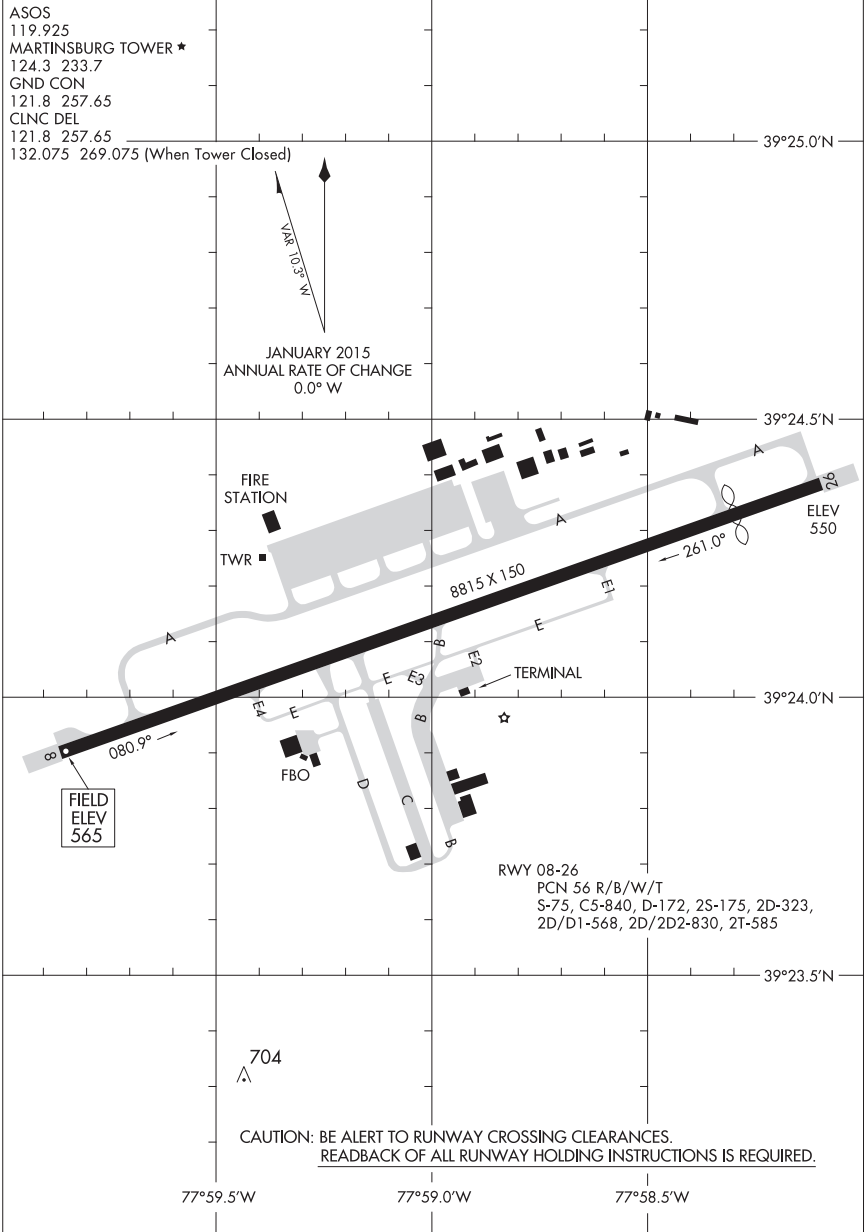 ASOS
119.925
MARTINSBURG TOWER ★
124.3 233.7
GND CON
121.8 257.65
CLNC DEL
121.8 257.65
132.075 269.075 (When Tower Closed)
39°25.0'N
VAR 10.3° W
JANUARY 2015
ANNUAL RATE OF CHANGE
0.0° W
39°24.5'N
A
FIRE
STATION
26
ELEV
550
A
TWR
261.0°
8815 X 150
E1
A
E
B
E2
E
E3
TERMINAL
39°24.0'N
E4
E
B
080.9°
8
FBO
D
C
FIELD
ELEV
565
B
RWY 08-26
PCN 56 R/B/W/T
S-75, C5-840, D-172, 2S-175, 2D-323,
2D/D1-568, 2D/2D2-830, 2T-585
39°23.5'N
704
CAUTION: BE ALERT TO RUNWAY CROSSING CLEARANCES.
READBACK OF ALL RUNWAY HOLDING INSTRUCTIONS IS REQUIRED.
77°59.5'W
77°59.0'W
77°58.5'W